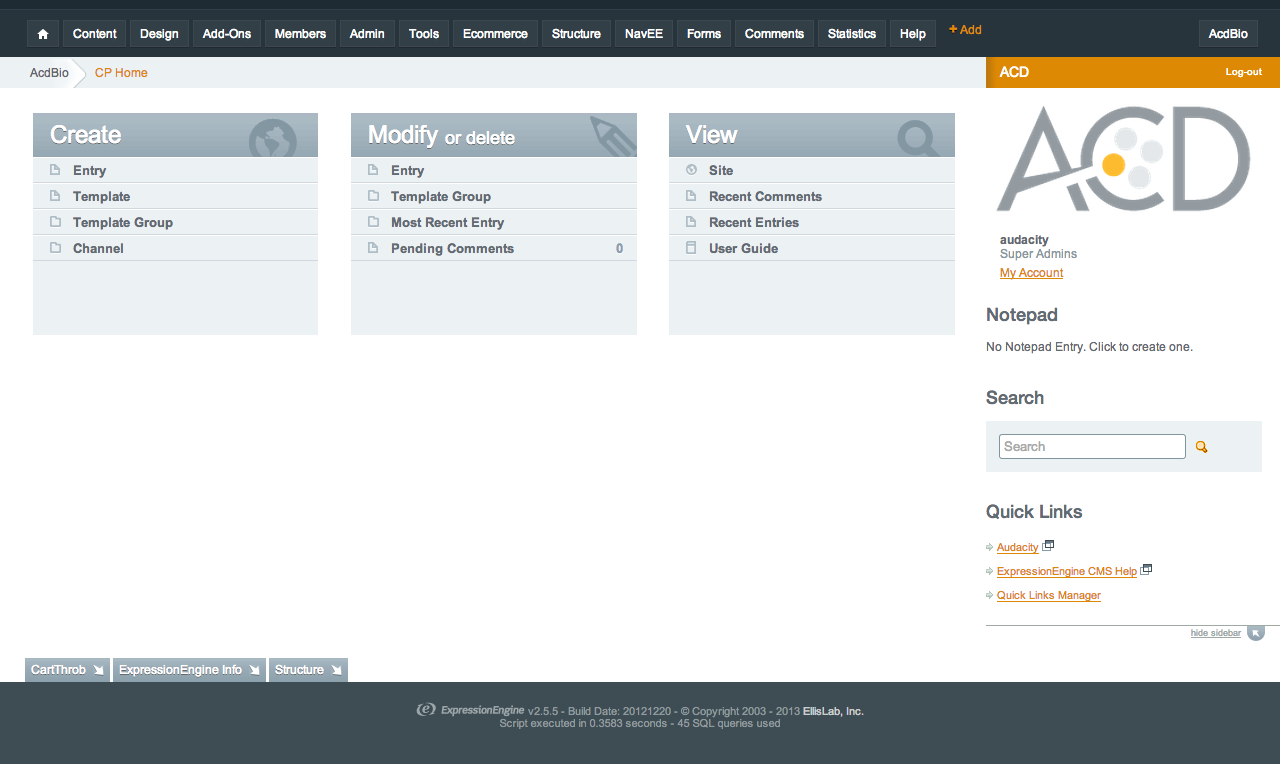 Content Design Add-Ons Members Admin Tools Ecommerce Structure NavEE Forms Comments Statistics Help + Add AcdBio
AcdBio CP Home
ACD Log-out
Create
Entry
Template
Template Group
Channel
Modify or delete
Entry
Template Group
Most Recent Entry
Pending Comments 0
View
Site
Recent Comments
Recent Entries
User Guide
ACD
audacity
Super Admins
My Account
Notepad
No Notepad Entry. Click to create one.
Search
Search
Quick Links
Audacity
ExpressionEngine CMS Help
Quick Links Manager
hide sidebar
CartThrob ExpressionEngine Info Structure
ExpressionEngine v2.5.5 - Build Date: 20121220 - © Copyright 2003 - 2013 EllisLab, Inc.
Script executed in 0.3583 seconds - 45 SQL queries used